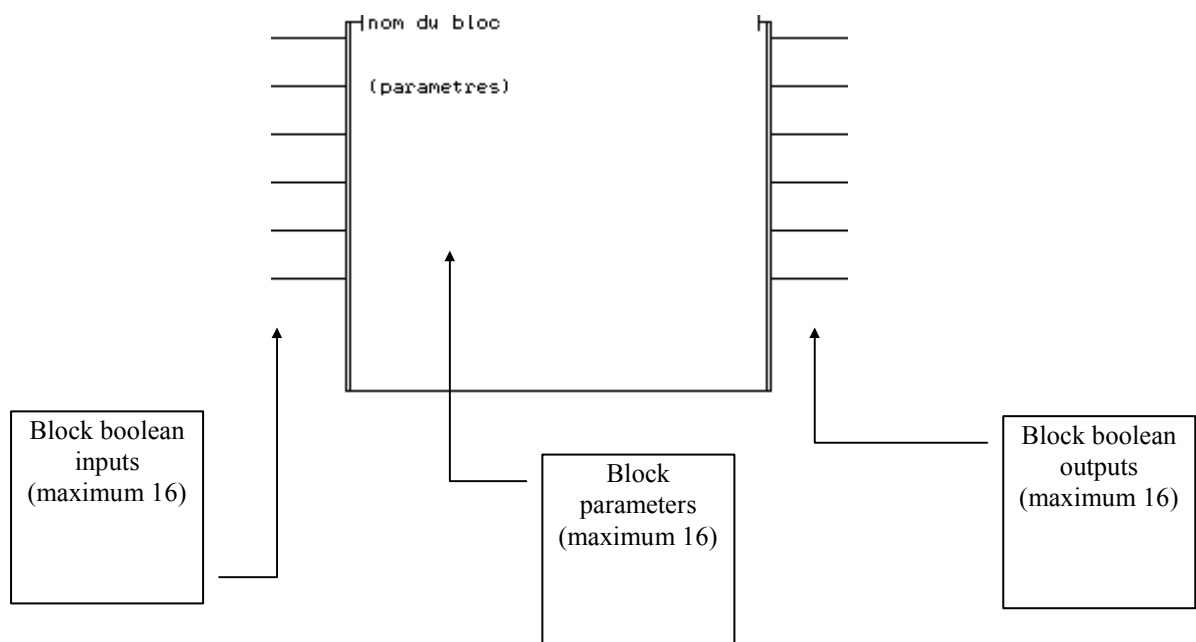 nom du bloc
(parametres)
Block boolean
inputs
(maximum 16)
Block
parameters
(maximum 16)
Block boolean
outputs
(maximum 16)